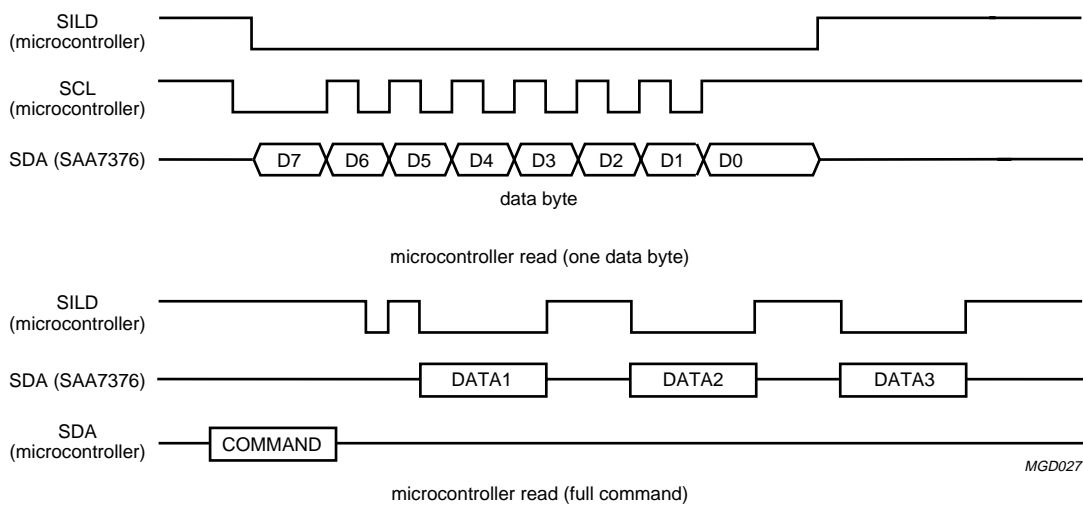 SILD
(microcontroller)
SCL
(microcontroller)
SDA (SAA7376) D7 D6 D5 D4 D3 D2 D1 D0
data byte
microcontroller read (one data byte)
SILD
(microcontroller)
SDA (SAA7376) DATA1 DATA2 DATA3
SDA
(microcontroller)
COMMAND
MGD027
microcontroller read (full command)